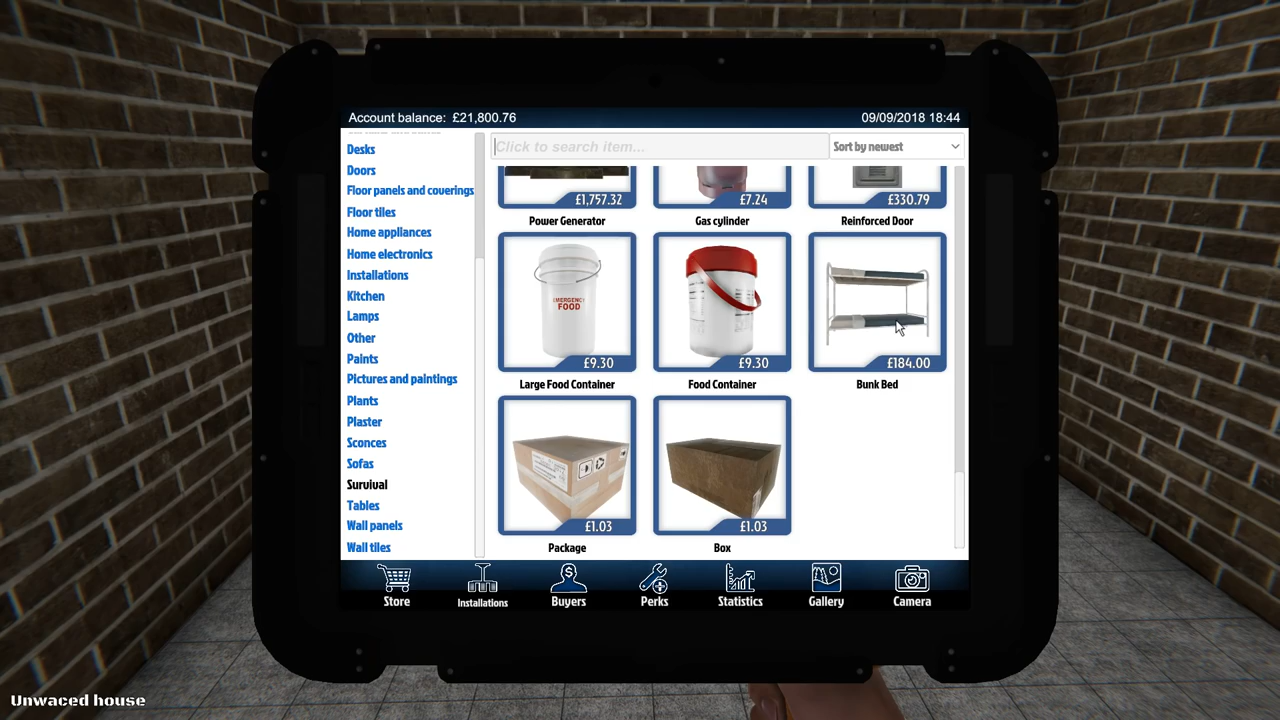 Account balance: £21,800.76
09/09/2018 18:44
Desks
Doors
Floor panels and coverings
Floor tiles
Home appliances
Home electronics
Installations
Kitchen
Lamps
Other
Paints
Pictures and paintings
Plants
Plaster
Sconces
Sofas
Survival
Tables
Wall panels
Wall tiles
Click to search item...
Sort by newest
£1,757.32
£7.24
£330.79
Power Generator
Gas cylinder
Reinforced Door
EMERGENCY
FOOD
£9.30
£9.30
£184.00
Large Food Container
Food Container
Bunk Bed
£1.03
£1.03
Package
Box
Store
Installations
Buyers
Perks
Statistics
Gallery
Camera
Unwaced house